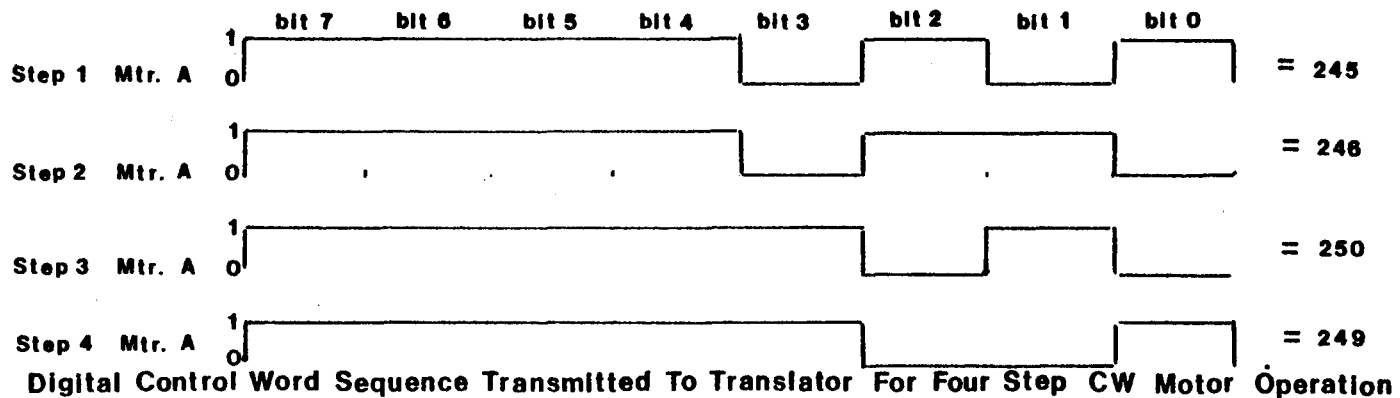 bit 7 bit 6 bit 5 bit 4 bit 3 bit 2 bit 1 bit 0
1
Step 1 Mtr. A 0 = 245
1
Step 2 Mtr. A 0 = 246
1
Step 3 Mtr. A 0 = 250
1
Step 4 Mtr. A 0 = 249
Digital Control Word Sequence Transmitted To Translator For Four Step CW Motor Operation